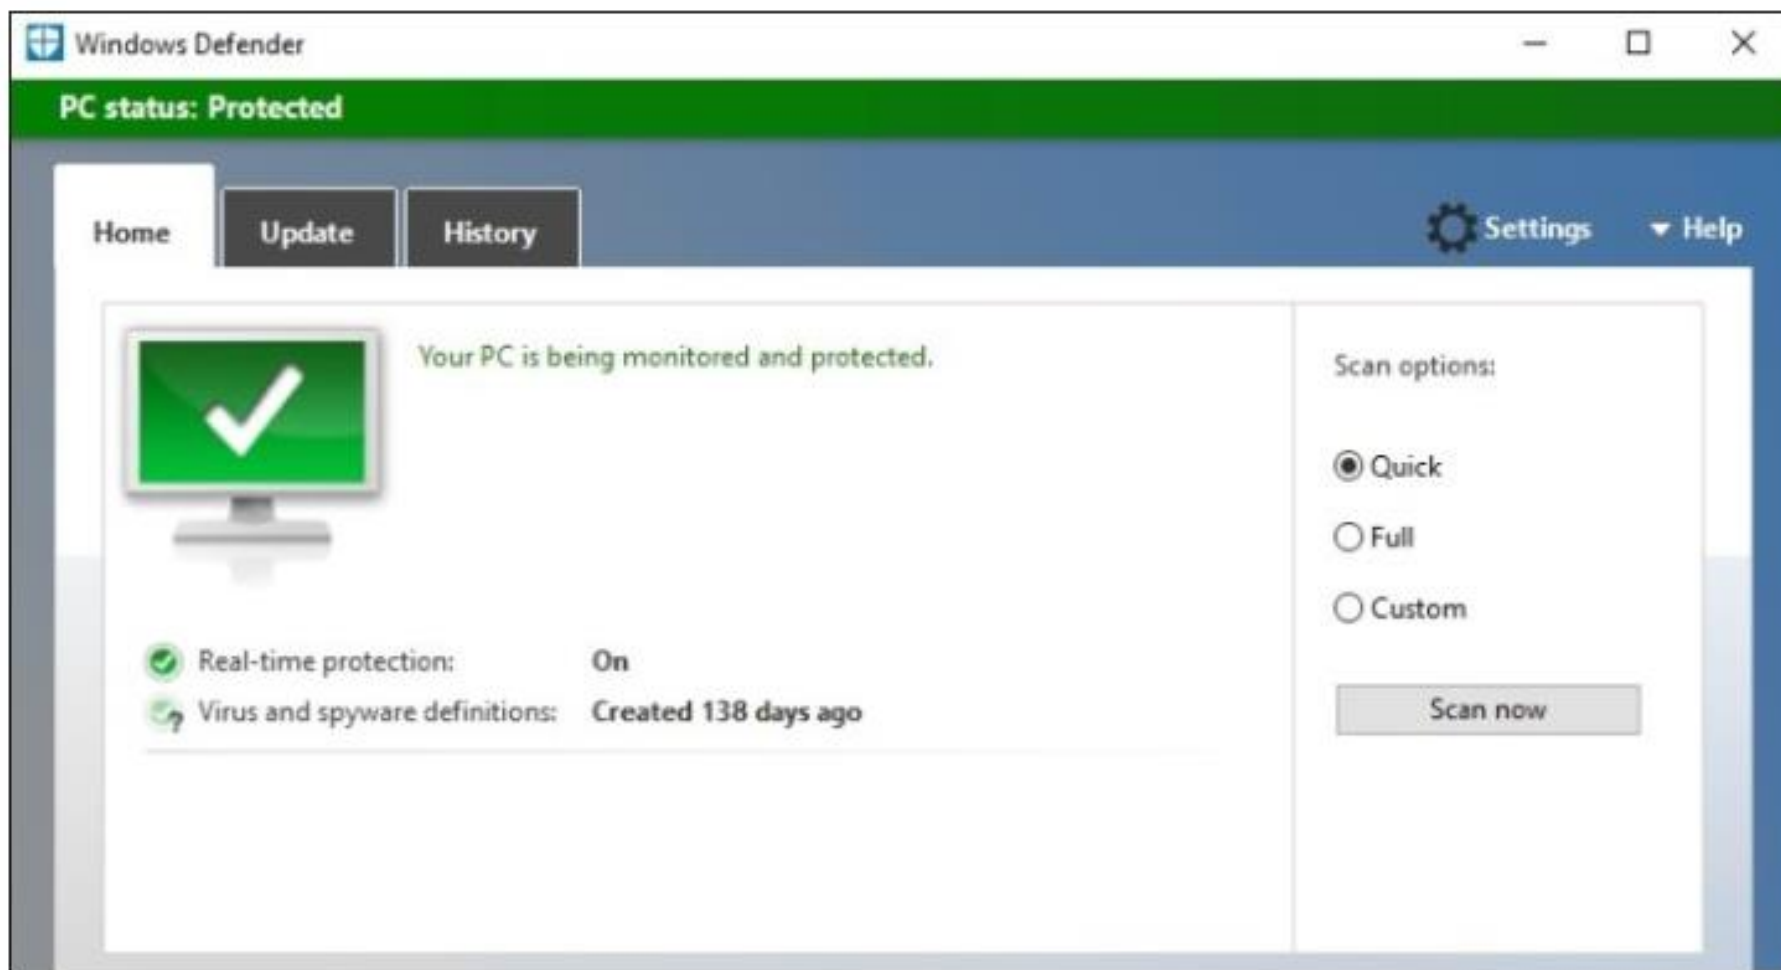 Windows Defender
PC status: Protected
Home Update History Settings Help
Your PC is being monitored and protected.
Scan options:
Quick
Full
Custom
Real-time protection: On
Virus and spyware definitions: Created 138 days ago
Scan now